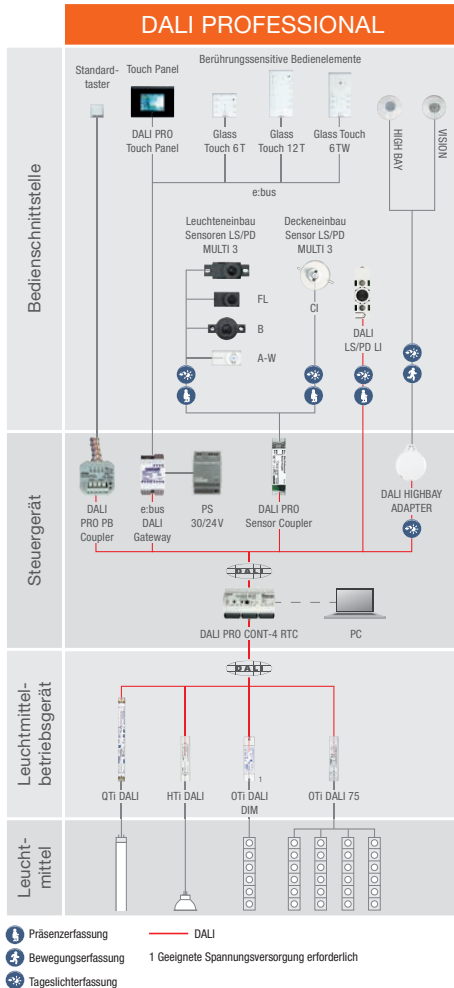 DALI PROFESSIONAL
Bedienschnittstelle
Standard-
taster
Touch Panel
Berührungssensitive Bedienelemente
DALI PRO
Touch Panel
Glass
Touch 6 T
Glass
Touch 12 T
Glass Touch
6 TW
HIGH BAY
VISION
e:bus
Leuchteneinbau
Sensoren LS/PD
MULTI 3
Deckeneinbau
Sensor LS/PD
MULTI 3
FL
B
A-W
CI
DALI
LS/PD LI
Steuergerät
DALI
PRO PB
Coupler
e:bus
DALI
Gateway
PS
30/24V
DALI PRO
Sensor Coupler
DALI HIGHBAY
ADAPTER
DALI
DALI PRO CONT-4 RTC
PC
DALI
Leuchtmittel-
betriebsgerät
QTi DALI
HTi DALI
1
OTi DALI
DIM
OTi DALI 75
Leucht-
mittel
Präsenzerfassung
DALI
Bewegungserfassung
1 Geeignete Spannungsversorgung erforderlich
Tageslichterfassung